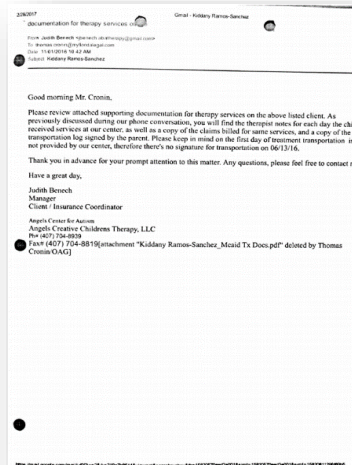 2/28/2017
Gmail - Kiddany Ramos-Sanchez
documentation for therapy services
From: Judith Benech
Date: 11/01/2016 10:42 AM
Subject: Kiddany Ramos-Sanchez
Good morning Mr. Cronin,
Please review attached supporting documentation for therapy services on the above listed client. As
previously discussed during our phone conversation, you will find the therapist notes for each day the chi
received services at our center, as well as a copy of the claims billed for same services, and a copy of the
transportation log signed by the parent. Please keep in mind on the first day of treatment transportation is
not provided by our center, therefore there's no signature for transportation on 06/13/16.
Thank you in advance for your prompt attention to this matter. Any questions, please feel free to contact
Have a great day,
Judith Benech
Manager
Client / Insurance Coordinator
Angels Center for Autism
Angels Creative Childrens Therapy, LLC
Ph# (407) 704-8939
Fax# (407) 704-8819[attachment "Kiddany Ramos-Sanchez_Mcaid Tx Docs.pdf" deleted by Thomas
Cronin/OAG]